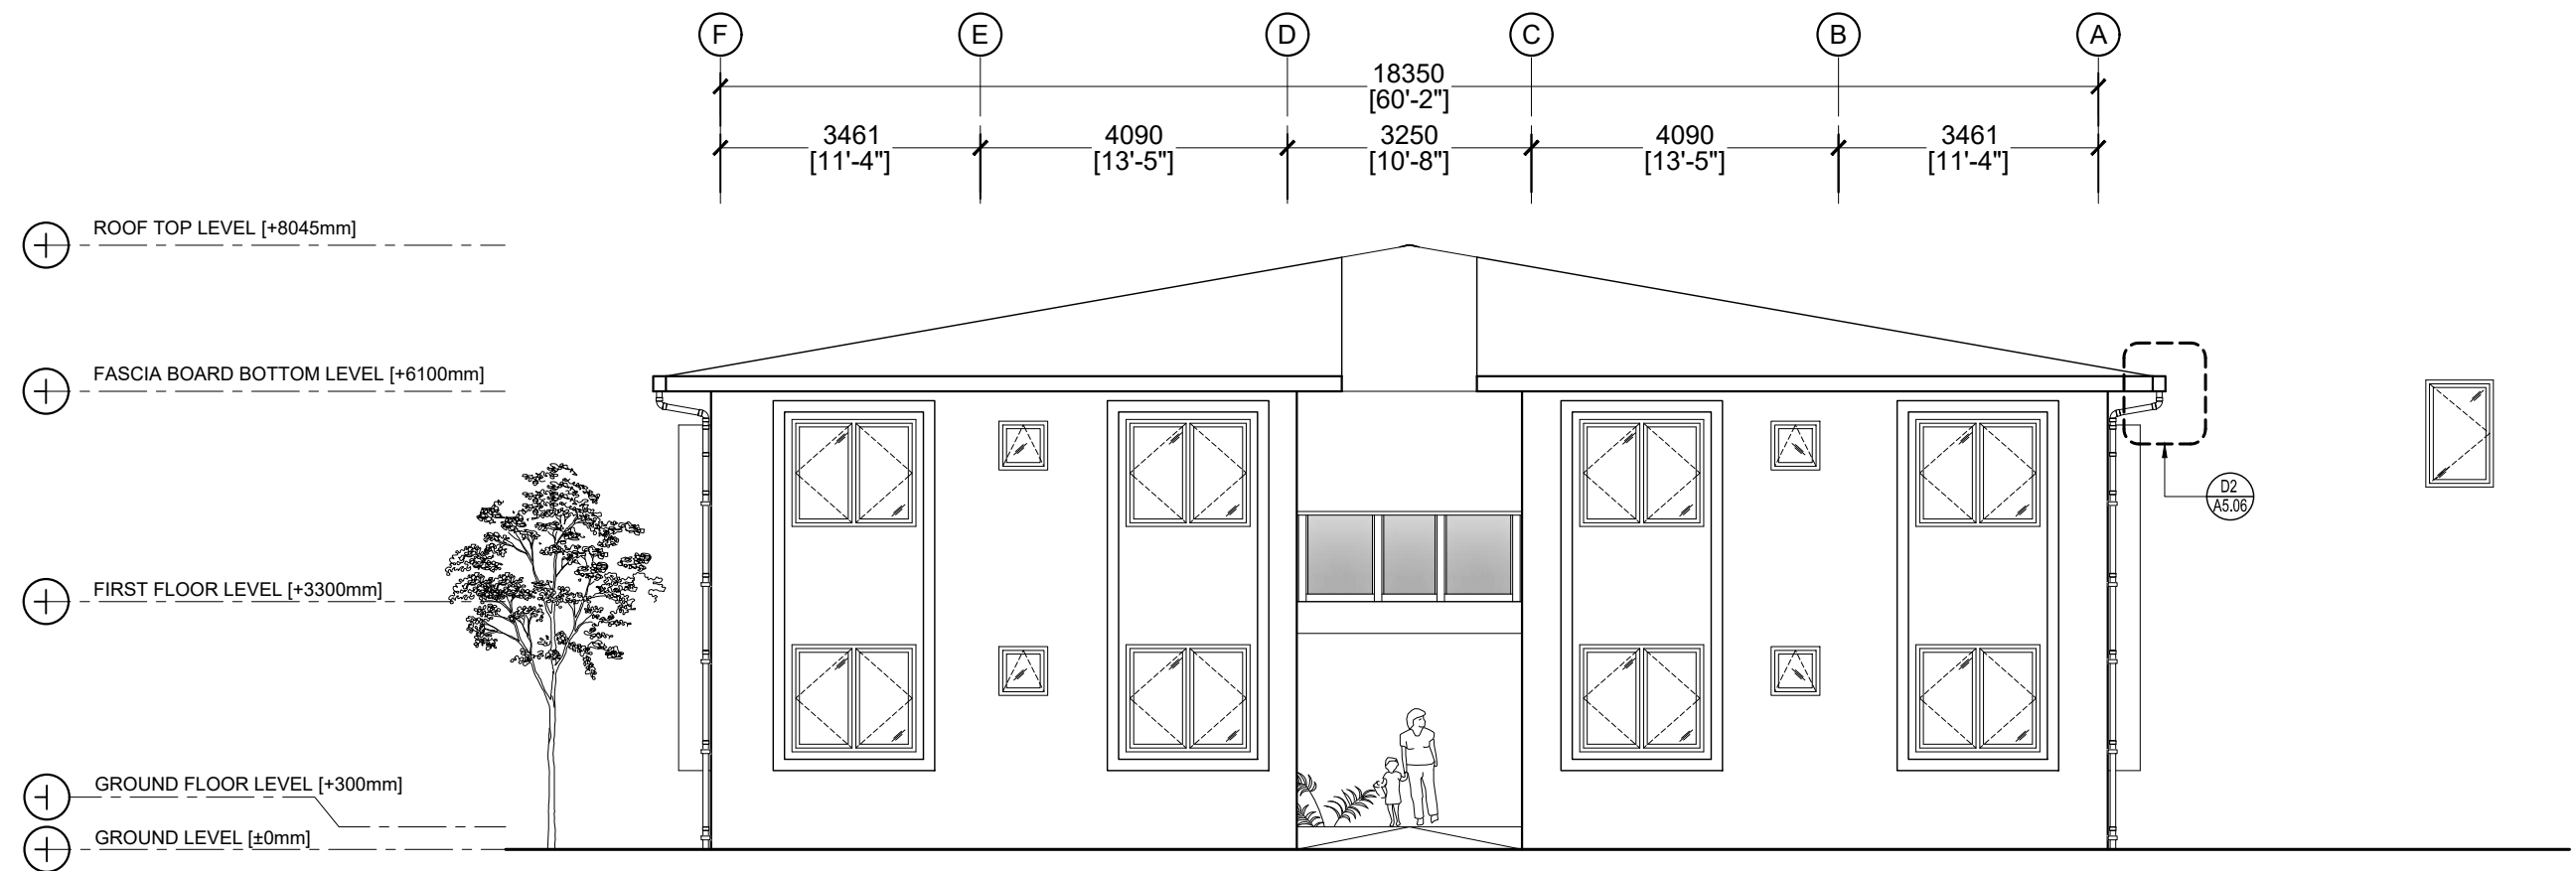 F E D C B A
18350
[60'-2"]
3461 4090 3250 4090 3461
[11'-4"] [13'-5"] [10'-8"] [13'-5"] [11'-4"]
ROOF TOP LEVEL [+8045mm]
FASCIA BOARD BOTTOM LEVEL [+6100mm]
D2
A5.06
FIRST FLOOR LEVEL [+3300mm]
GROUND FLOOR LEVEL [+300mm]
GROUND LEVEL [±0mm]